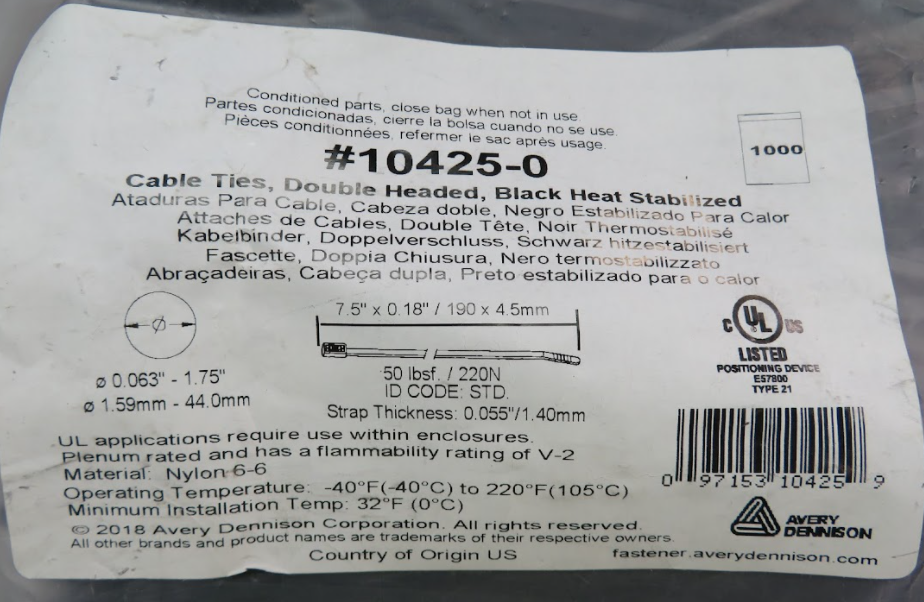 Conditioned parts, close bag when not in use
Partes condicionadas, cierre la bolsa cuando no se use.
Pièces conditionnées, refermer le sac après usage.
#10425-0
1000
Cable Ties, Double Headed, Black Heat Stabilized
Ataduras Para Cable, Cabeza doble, Negro Estabilizado Para Calor
Attaches de Cables, Double Tête, Noir Thermostabilisé
Kabelbinder, Doppelverschluss, Schwarz hitzestabilisiert
Fascette, Doppia Chiusura, Nero termostabilizzato
Abraçadeiras, Cabeça dupla, Preto estabilizado para o calor
ø
ø 0.063" - 1.75"
ø 1.59mm - 44.0mm
7.5" x 0.18" / 190 x 4.5mm
50 lbsf. / 220N
ID CODE: STD.
Strap Thickness: 0.055"/1.40mm
c UL US
LISTED
POSITIONING DEVICE
E57800
TYPE 21
UL applications require use within enclosures.
Plenum rated and has a flammability rating of V-2
Material: Nylon 6-6
Operating Temperature: -40°F(-40°C) to 220°F(105°C)
Minimum Installation Temp: 32°F (0°C)
© 2018 Avery Dennison Corporation. All rights reserved.
All other brands and product names are trademarks of their respective owners.
Country of Origin US
0 97153 10425 9
AVERY
DENNISON
fastener.averydennison.com